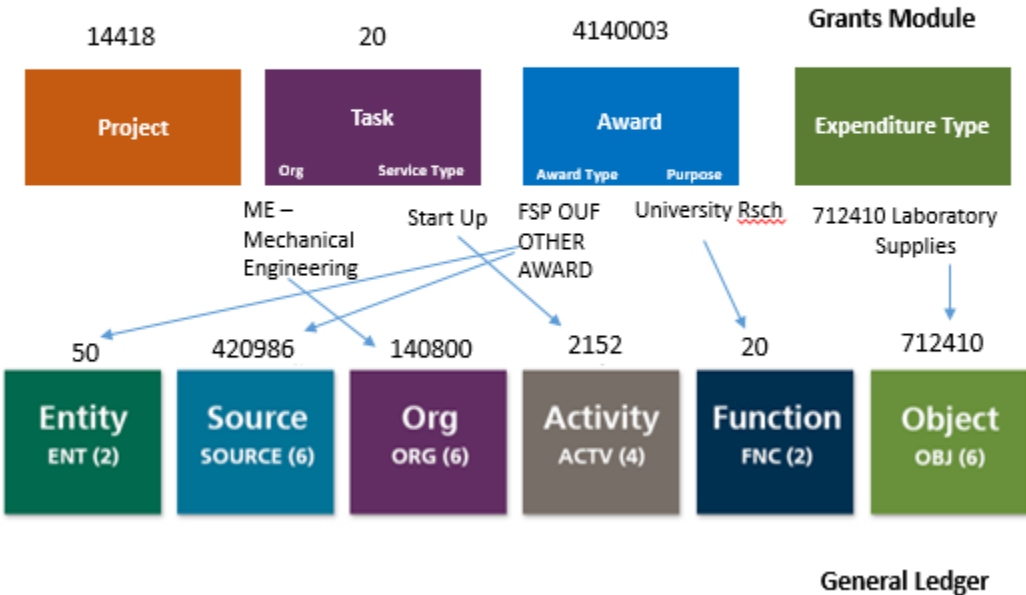 Grants Module
14418
20
4140003
Project
Task
Org
Service Type
Award
Award Type
Purpose
Expenditure Type
ME –
Mechanical
Engineering
Start Up
FSP OUF
OTHER
AWARD
University Rsch
712410 Laboratory
Supplies
50
420986
140800
2152
20
712410
Entity
ENT (2)
Source
SOURCE (6)
Org
ORG (6)
Activity
ACTV (4)
Function
FNC (2)
Object
OBJ (6)
General Ledger